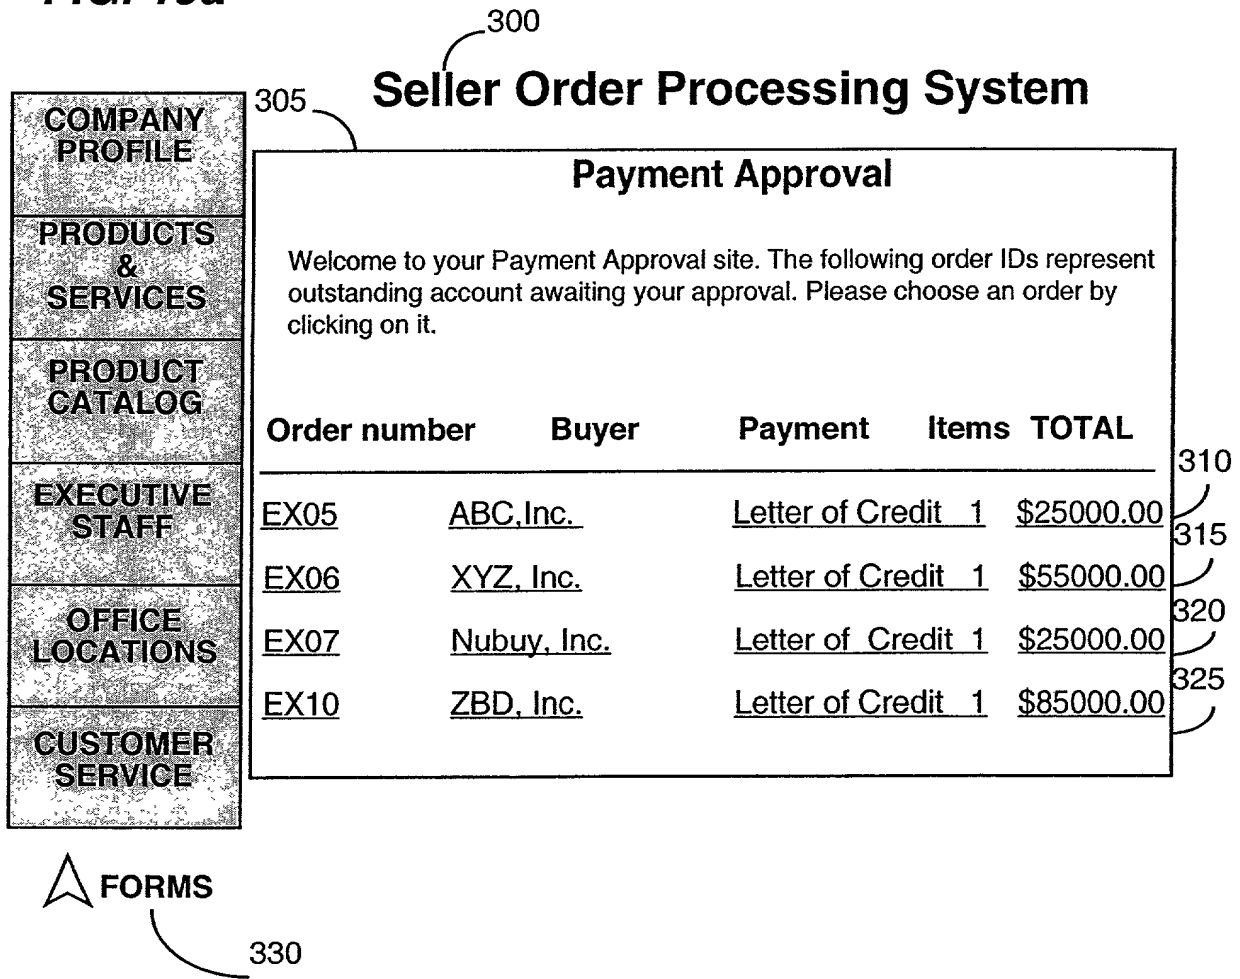 300
Seller Order Processing System
305
COMPANY
PROFILE
PRODUCTS
&
SERVICES
PRODUCT
CATALOG
EXECUTIVE
STAFF
OFFICE
LOCATIONS
CUSTOMER
SERVICE
Payment Approval
Welcome to your Payment Approval site. The following order IDs represent
outstanding account awaiting your approval. Please choose an order by
clicking on it.
Order number Buyer Payment Items TOTAL
EX05 ABC,Inc. Letter of Credit 1 $25000.00 310
EX06 XYZ, Inc. Letter of Credit 1 $55000.00 315
EX07 Nubuy, Inc. Letter of Credit 1 $25000.00 320
EX10 ZBD, Inc. Letter of Credit 1 $85000.00 325
FORMS
330